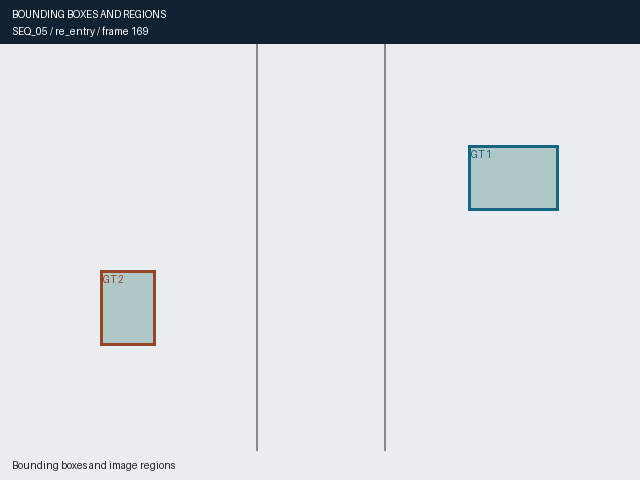 BOUNDING BOXES AND REGIONS
SEQ_05 / re_entry / frame 169
GT1
GT2
Bounding boxes and image regions